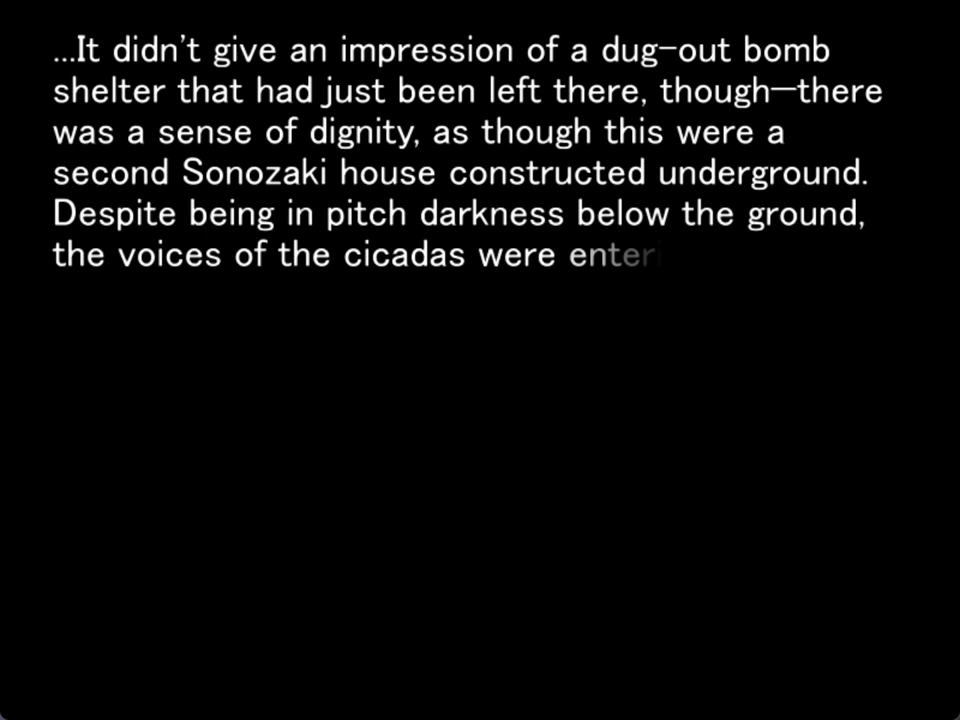 ...It didn't give an impression of a dug-out bomb
shelter that had just been left there, though—there
was a sense of dignity, as though this were a
second Sonozaki house constructed underground.
Despite being in pitch darkness below the ground,
the voices of the cicadas were enteri